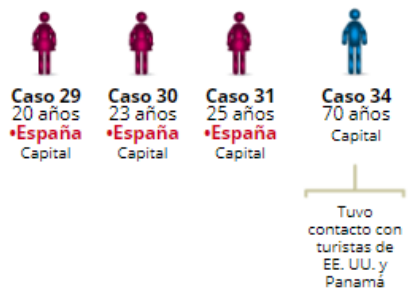 Caso 29
20 años
•España
Capital
Caso 30
23 años
•España
Capital
Caso 31
25 años
•España
Capital
Caso 34
70 años
Capital
Tuvo
contacto con
turistas de
EE. UU. y
Panamá